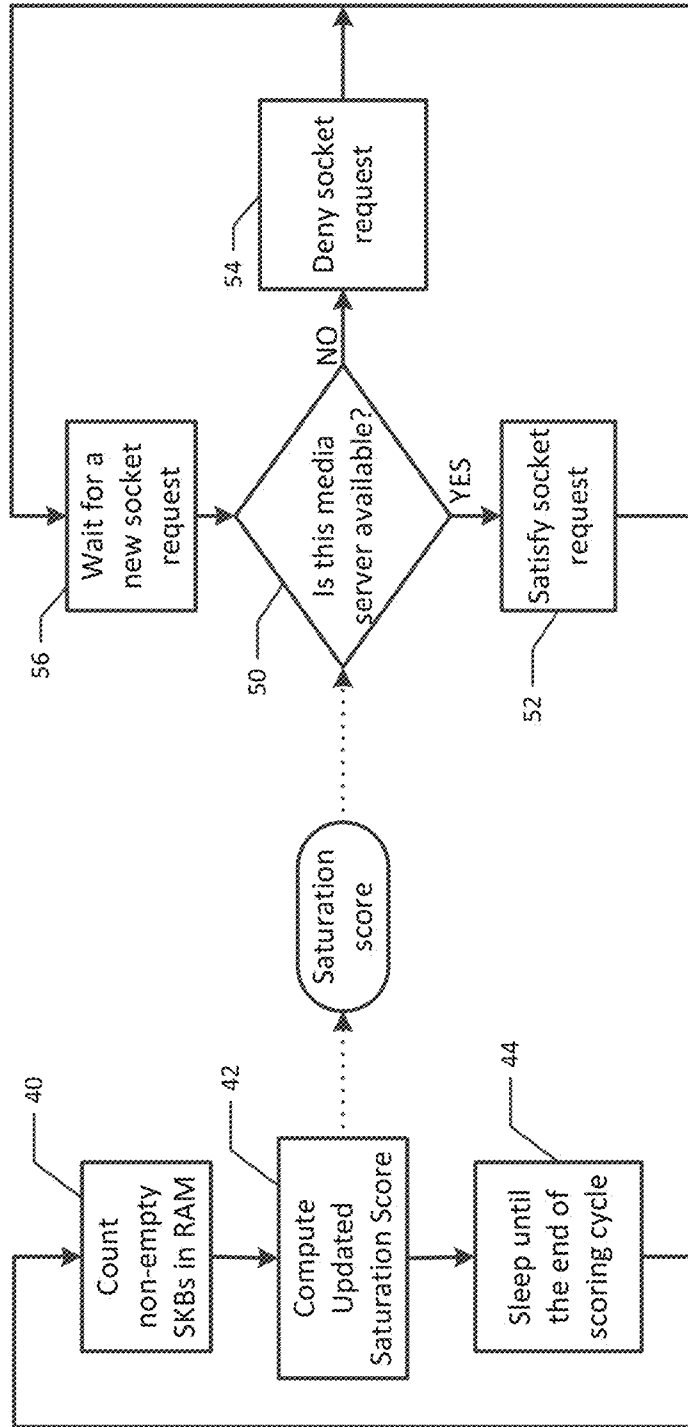 40
Count
non-empty
SKBs in RAM
42
Compute
Updated
Saturation Score
44
Sleep until
the end of
scoring cycle
Saturation
score
56
Wait for a
new socket
request
50
Is this media
server available?
NO
YES
54
Deny socket
request
52
Satisfy socket
request